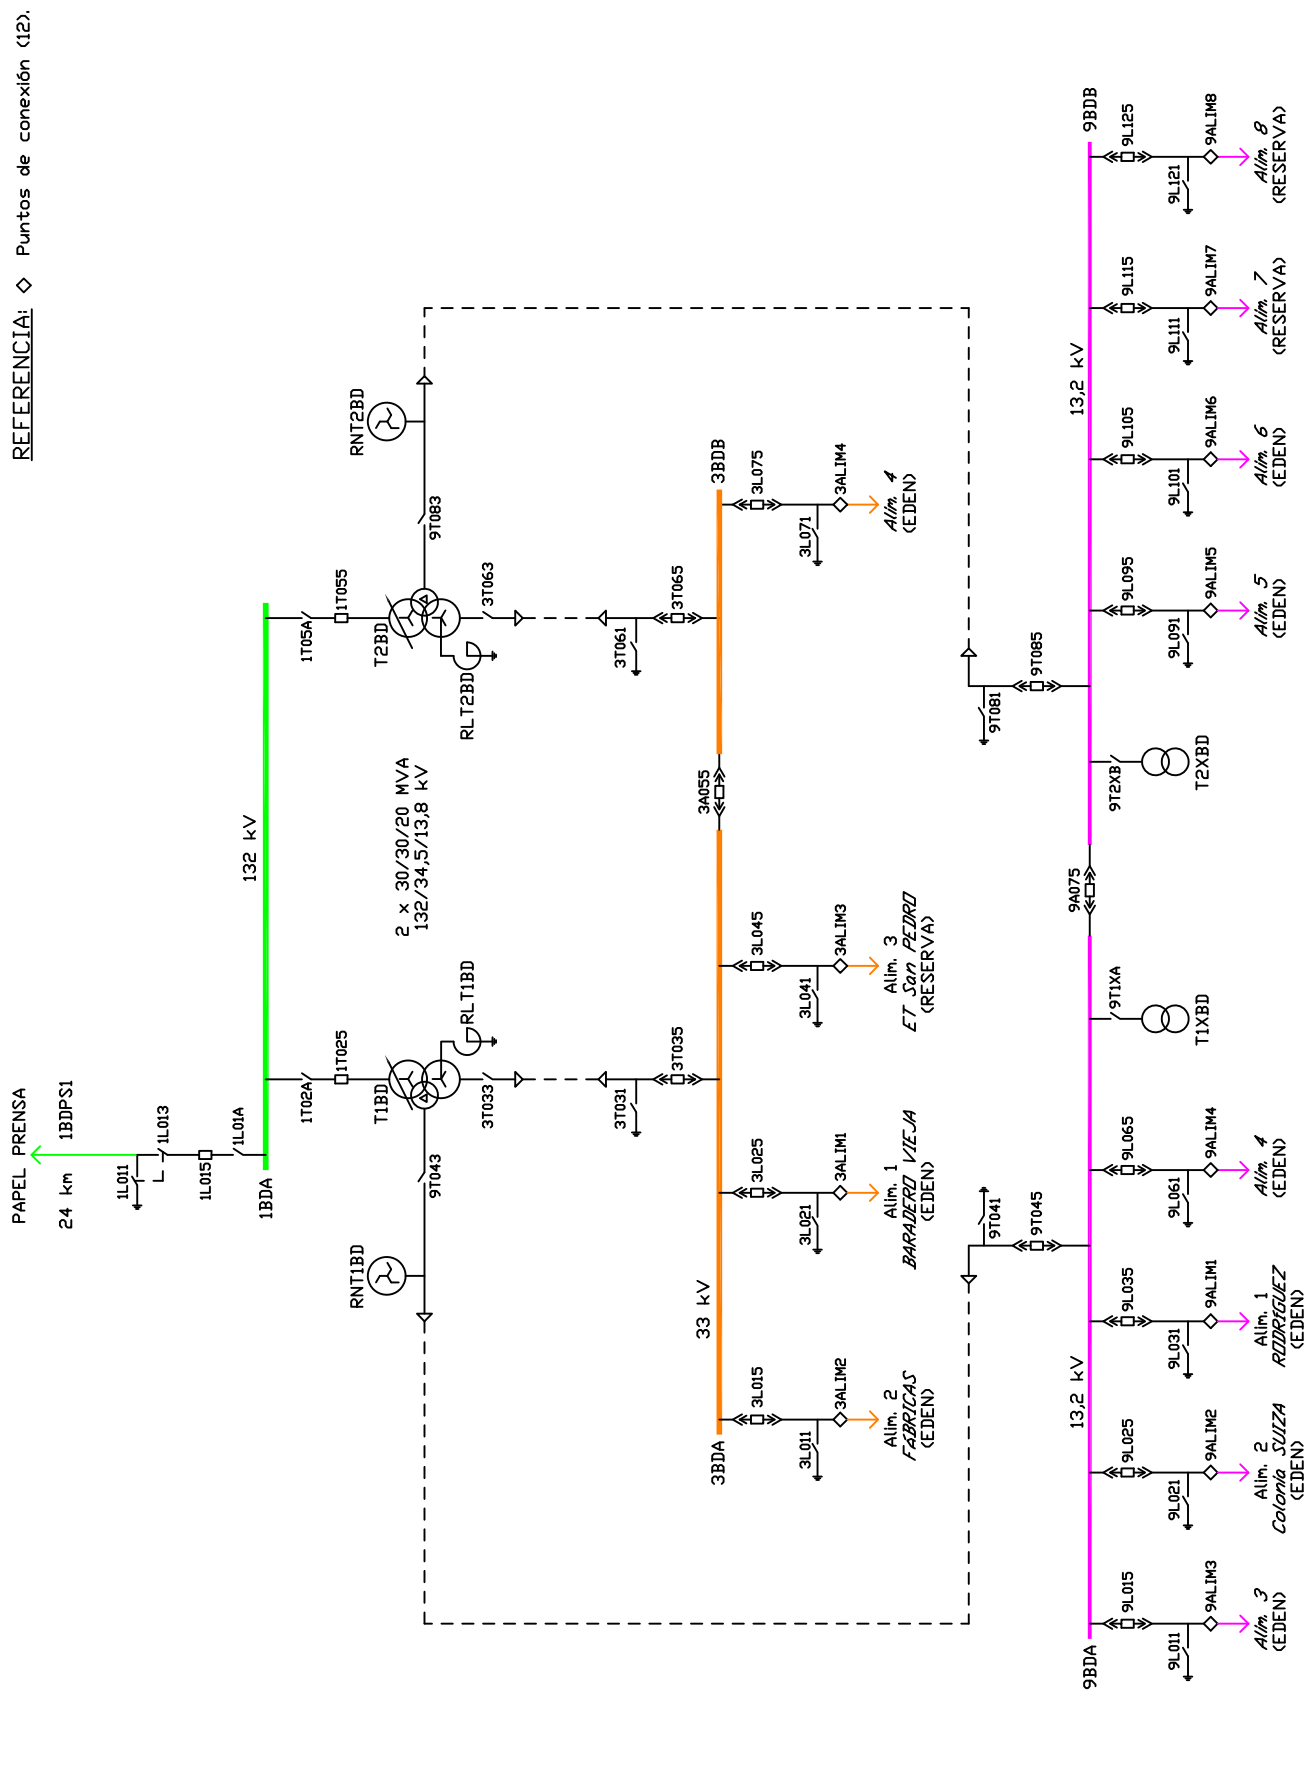 REFERENCIA: Puntos de conexión (12).
PAPEL PRENSA
24 km 1BDPS1
1L011
1L013
1L015
1L01A
1BDA
132 kV
1T02A
1T025
1T05A
1T055
T1BD
RLT1BD
T2BD
RLT2BD
2 x 30/30/20 MVA
132/34,5/13,8 kV
RNT1BD
9T043
3T033
RNT2BD
9T083
3T063
3T031
3T035
3T061
3T065
3BDA
33 kV
3A055
3BDB
3L015
3L011
3ALIM2
Alim. 2
FÁBRICAS
(EDEN)
3L025
3L021
3ALIM1
Alim. 1
BARADERO VIEJA
(EDEN)
3L045
3L041
3ALIM3
Alim. 3
ET San PEDRO
(RESERVA)
3L075
3L071
3ALIM4
Alim. 4
(EDEN)
9T041
9T045
9T081
9T085
9BDA
13,2 kV
9T1XA
T1XBD
9A075
9T2XB
T2XBD
13,2 kV
9BDB
9L015
9L011
9ALIM3
Alim. 3
(EDEN)
9L025
9L021
9ALIM2
Alim. 2
Colonia SUIZA
(EDEN)
9L035
9L031
9ALIM1
Alim. 1
RODRÍGUEZ
(EDEN)
9L065
9L061
9ALIM4
Alim. 4
(EDEN)
9L095
9L091
9ALIM5
Alim. 5
(EDEN)
9L105
9L101
9ALIM6
Alim. 6
(EDEN)
9L115
9L111
9ALIM7
Alim. 7
(RESERVA)
9L125
9L121
9ALIM8
Alim. 8
(RESERVA)